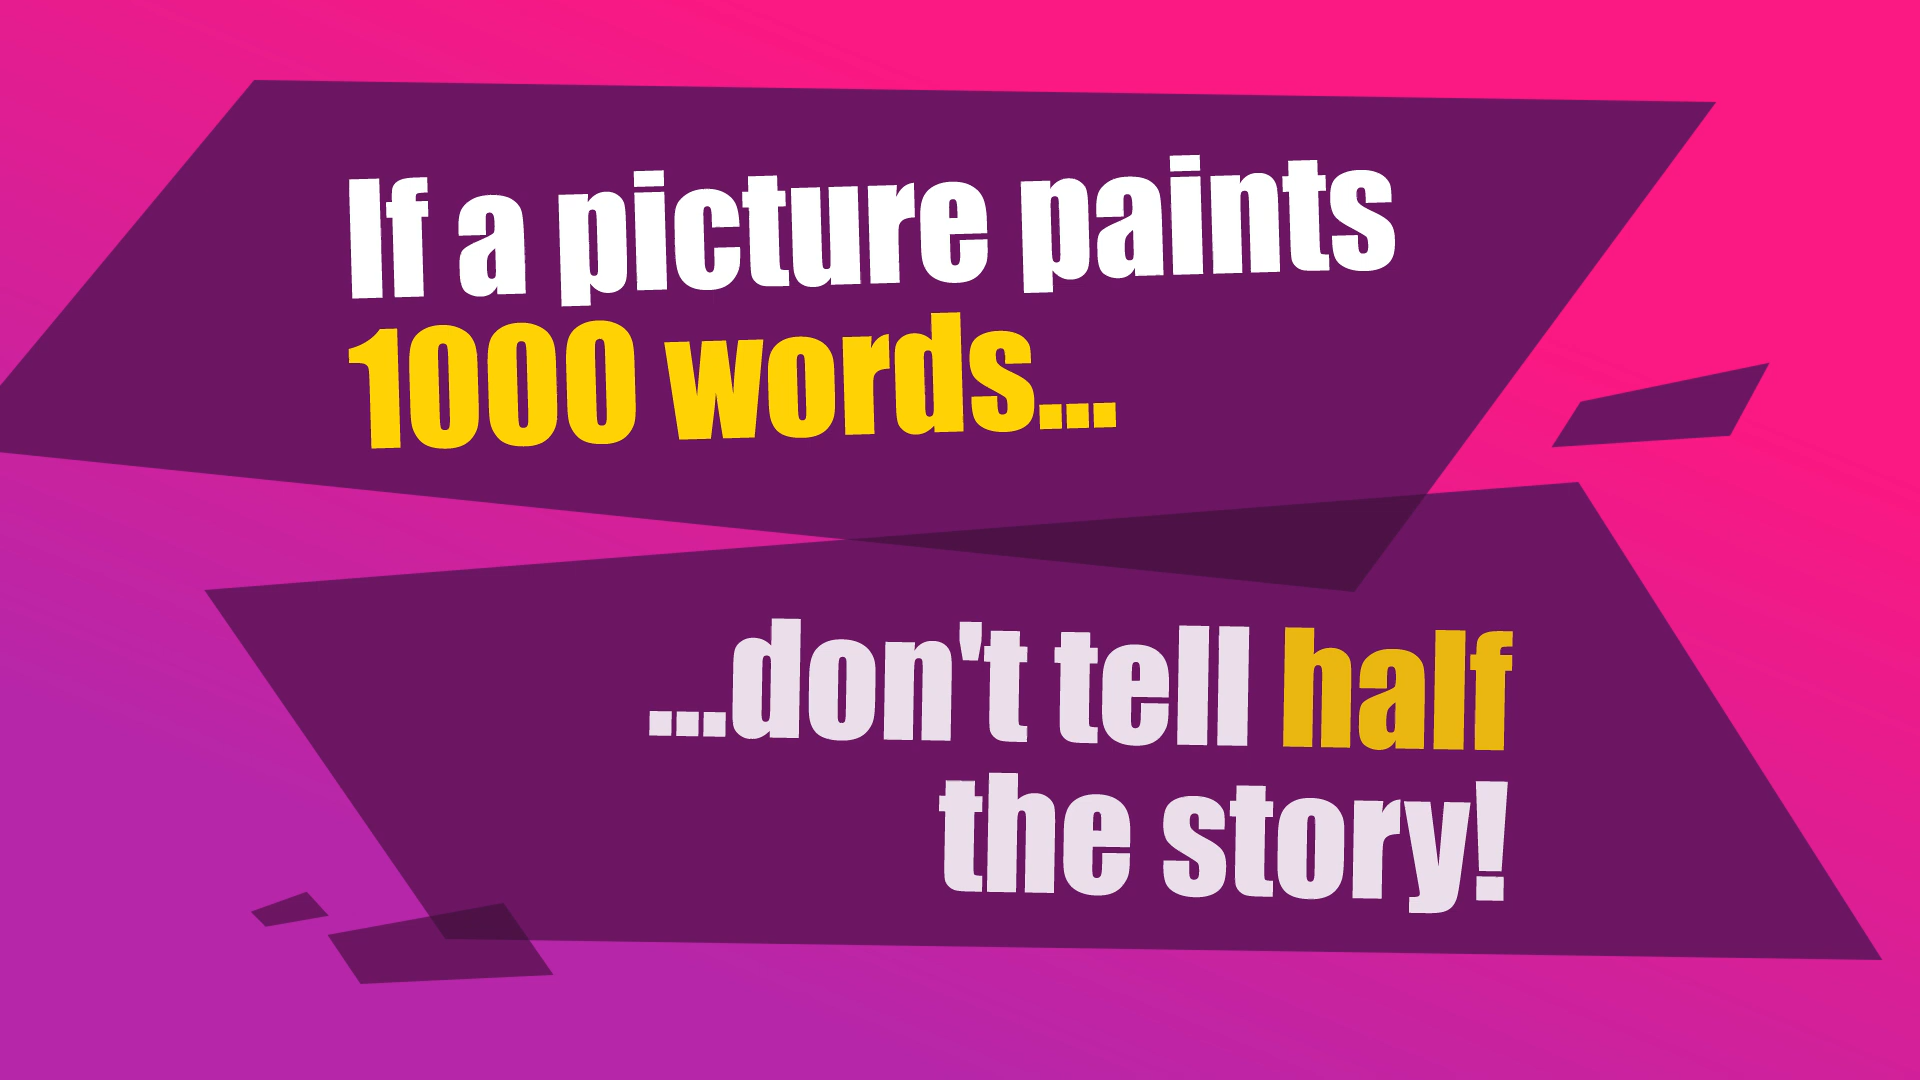 If a picture paints
1000 words...
...don't tell half
the story!